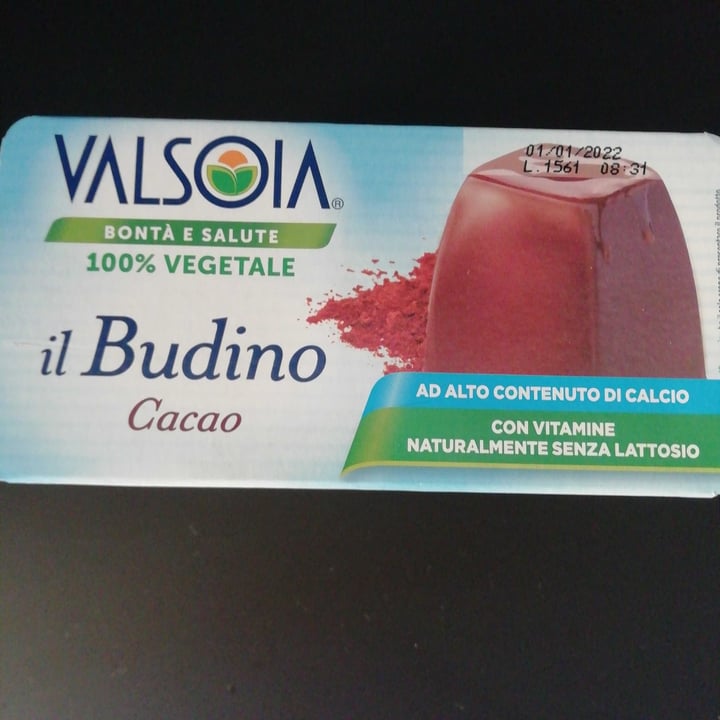 VALSOIA®
BONTÀ E SALUTE
100% VEGETALE
il Budino
Cacao
01/01/2022
L.1561 08:31
AD ALTO CONTENUTO DI CALCIO
CON VITAMINE
NATURALMENTE SENZA LATTOSIO